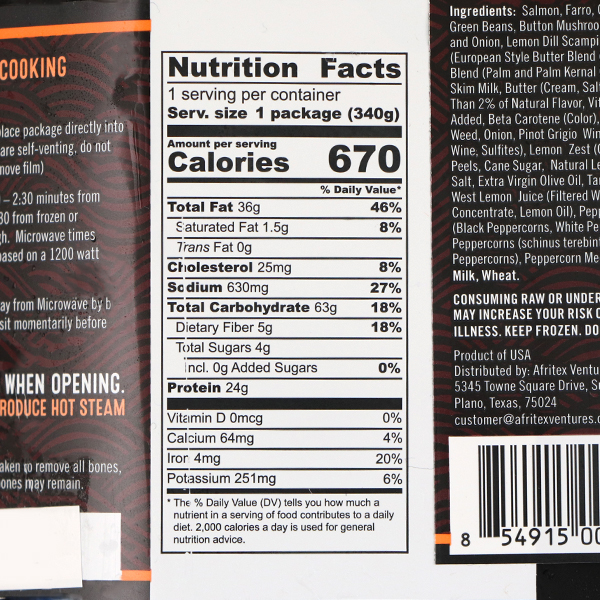 COOKING
place package directly into
are self-venting. do not
move film)
– 2:30 minutes from
30 from frozen or
gh. Microwave times
based on a 1200 watt
ay from Microwave by b
sit momentarily before
WHEN OPENING.
RODUCE HOT STEAM
aken to remove all bones,
ones may remain.
Nutrition Facts
1 serving per container
Serv. size 1 package (340g)
Amount per serving
Calories 670
% Daily Value*
Total Fat 36g 46%
Saturated Fat 1.5g 8%
Trans Fat 0g
Cholesterol 25mg 8%
Sodium 630mg 27%
Total Carbohydrate 63g 18%
Dietary Fiber 5g 18%
Total Sugars 4g
Incl. 0g Added Sugars 0%
Protein 24g
Vitamin D 0mcg 0%
Calcium 64mg 4%
Iron 4mg 20%
Potassium 251mg 6%
* The % Daily Value (DV) tells you how much a
nutrient in a serving of food contributes to a daily
diet. 2,000 calories a day is used for general
nutrition advice.
Ingredients: Salmon, Farro,
Green Beans, Button Mushroo
and Onion, Lemon Dill Scampi
(European Style Butter Blend
Blend (Palm and Palm Kernal
Skim Milk, Butter (Cream, Sal
Than 2% of Natural Flavor, Vi
Added, Beta Carotene (Color),
Weed, Onion, Pinot Grigio Win
Wine, Sulfites), Lemon Zest (
Peels, Cane Sugar, Natural Le
Salt, Extra Virgin Olive Oil, Ta
West Lemon Juice (Filtered W
Concentrate, Lemon Oil), Pepp
(Black Peppercorns, White Pe
Peppercorns (schinus terebint
Peppercorns), Peppercorn Me
Milk, Wheat.
CONSUMING RAW OR UNDER
MAY INCREASE YOUR RISK O
ILLNESS. KEEP FROZEN. DO
Product of USA
Distributed by: Afritex Ventu
5345 Towne Square Drive, S
Plano, Texas, 75024
customer@afritexventures.c
8 54915 00